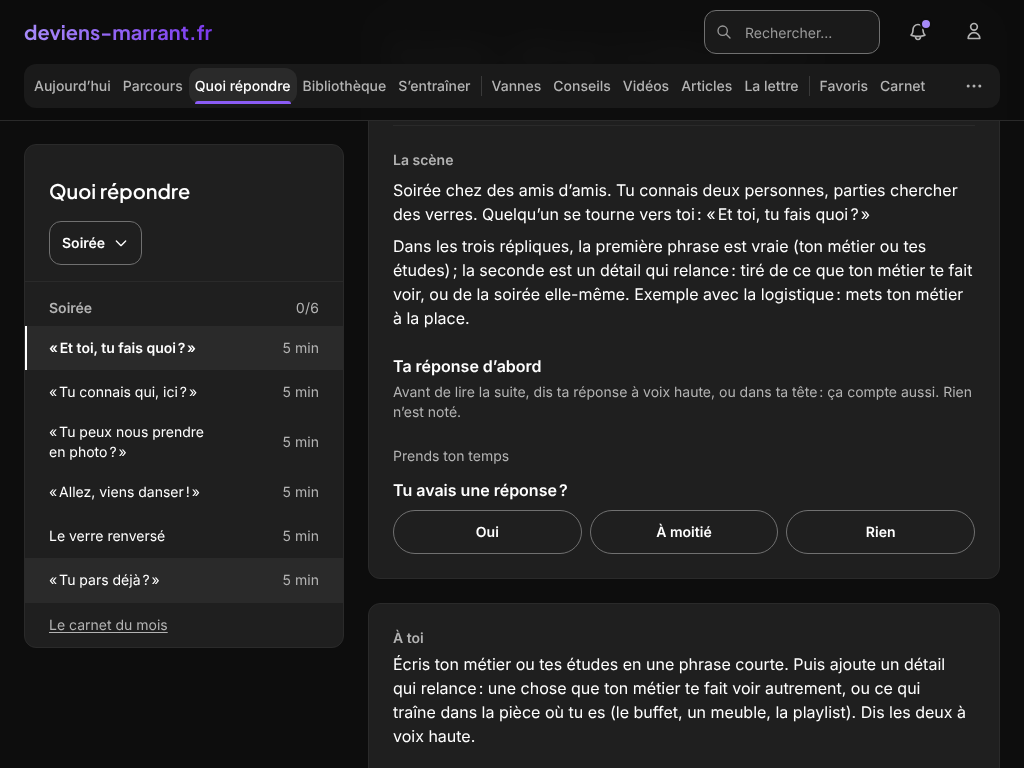 deviens-marrant.fr
Rechercher...
Aujourd’hui Parcours Quoi répondre Bibliothèque S’entraîner Vannes Conseils Vidéos Articles La lettre Favoris Carnet ···
Quoi répondre
Soirée
Soirée 0/6
« Et toi, tu fais quoi ? » 5 min
« Tu connais qui, ici ? » 5 min
« Tu peux nous prendre
en photo ? » 5 min
« Allez, viens danser ! » 5 min
Le verre renversé 5 min
« Tu pars déjà ? » 5 min
Le carnet du mois
La scène
Soirée chez des amis d’amis. Tu connais deux personnes, parties chercher
des verres. Quelqu’un se tourne vers toi : « Et toi, tu fais quoi ? »
Dans les trois répliques, la première phrase est vraie (ton métier ou tes
études) ; la seconde est un détail qui relance : tiré de ce que ton métier te fait
voir, ou de la soirée elle-même. Exemple avec la logistique : mets ton métier
à la place.
Ta réponse d’abord
Avant de lire la suite, dis ta réponse à voix haute, ou dans ta tête : ça compte aussi. Rien
n’est noté.
Prends ton temps
Tu avais une réponse ?
Oui À moitié Rien
À toi
Écris ton métier ou tes études en une phrase courte. Puis ajoute un détail
qui relance : une chose que ton métier te fait voir autrement, ou ce qui
traîne dans la pièce où tu es (le buffet, un meuble, la playlist). Dis les deux à
voix haute.